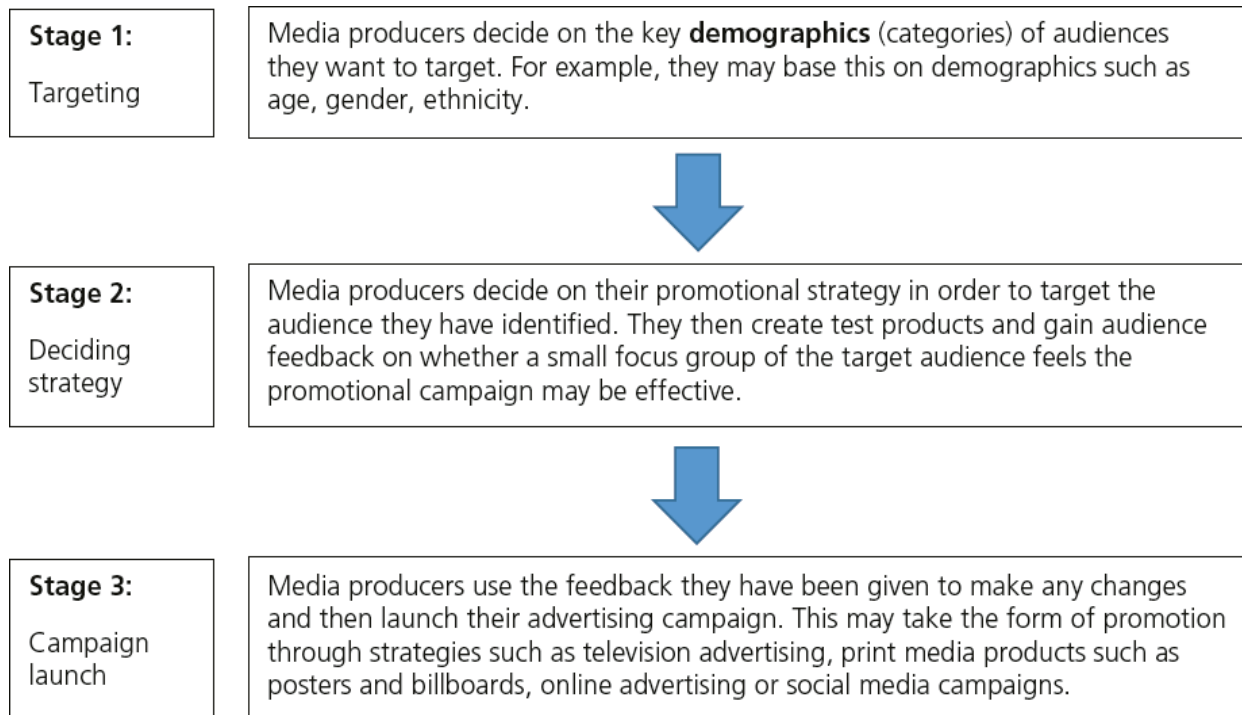 Stage 1:
Targeting
Media producers decide on the key demographics (categories) of audiences
they want to target. For example, they may base this on demographics such as
age, gender, ethnicity.
Stage 2:
Deciding
strategy
Media producers decide on their promotional strategy in order to target the
audience they have identified. They then create test products and gain audience
feedback on whether a small focus group of the target audience feels the
promotional campaign may be effective.
Stage 3:
Campaign
launch
Media producers use the feedback they have been given to make any changes
and then launch their advertising campaign. This may take the form of promotion
through strategies such as television advertising, print media products such as
posters and billboards, online advertising or social media campaigns.